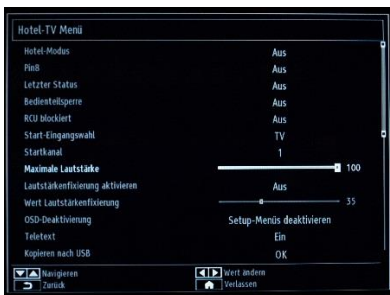 Hotel-TV Menü
Hotel-Modus Aus
Pin8 Aus
Letzter Status Aus
Bedienteilsperre Aus
RCU blockiert Aus
Start-Eingangswahl TV
Startkanal 1
Maximale Lautstärke 100
Lautstärkenfixierung aktivieren Aus
Wert Lautstärkenfixierung 35
OSD-Deaktivierung Setup-Menüs deaktivieren
Teletext Ein
Kopieren nach USB OK
Navigieren Wert ändern
Zurück Verlassen